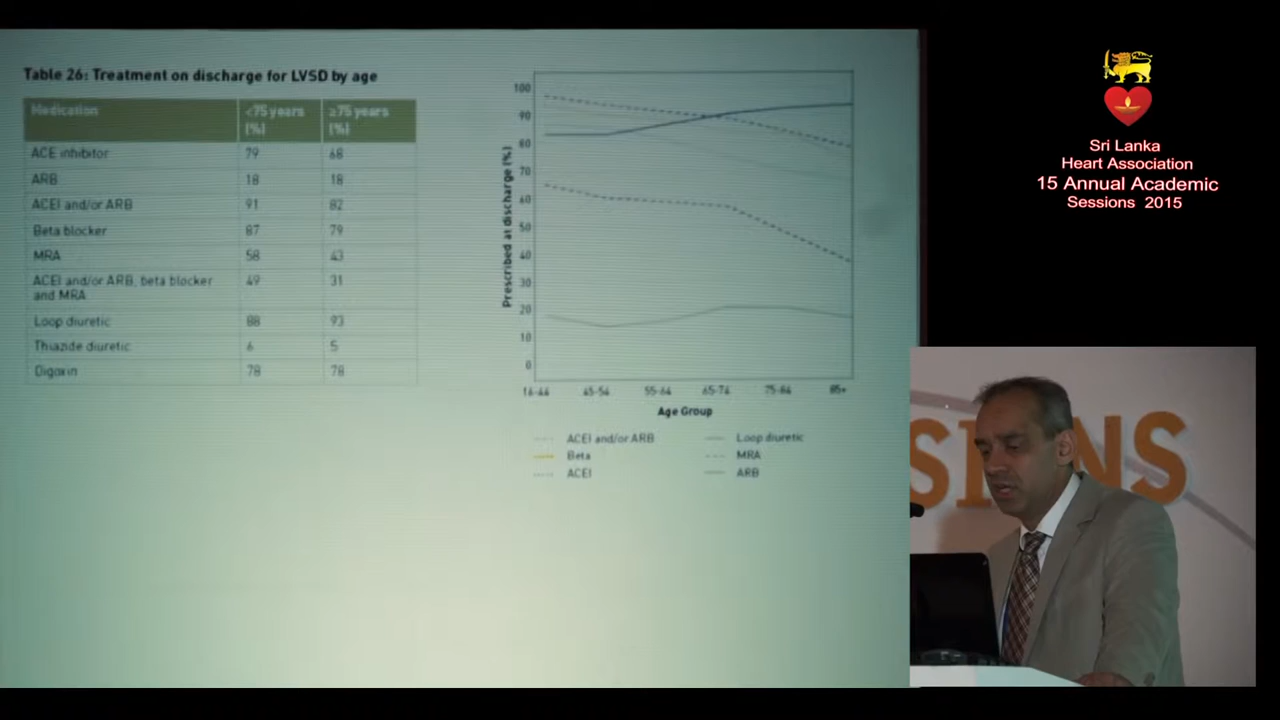 Table 26: Treatment on discharge for LVSD by age
Medication <75 years (%) ≥75 years (%)
ACE inhibitor 79 68
ARB 18 18
ACEI and/or ARB 91 82
Beta blocker 87 79
MRA 58 43
ACEI and/or ARB, beta blocker
and MRA 49 31
Loop diuretic 88 93
Thiazide diuretic 6 5
Digoxin 78 78
Prescribed at discharge (%)
100
90
80
70
60
50
40
30
20
10
0
16-44 45-54 55-64 65-74 75-84 85+
Age Group
ACEI and/or ARB Loop diuretic
Beta MRA
ACEI ARB
Sri Lanka
Heart Association
15 Annual Academic
Sessions 2015